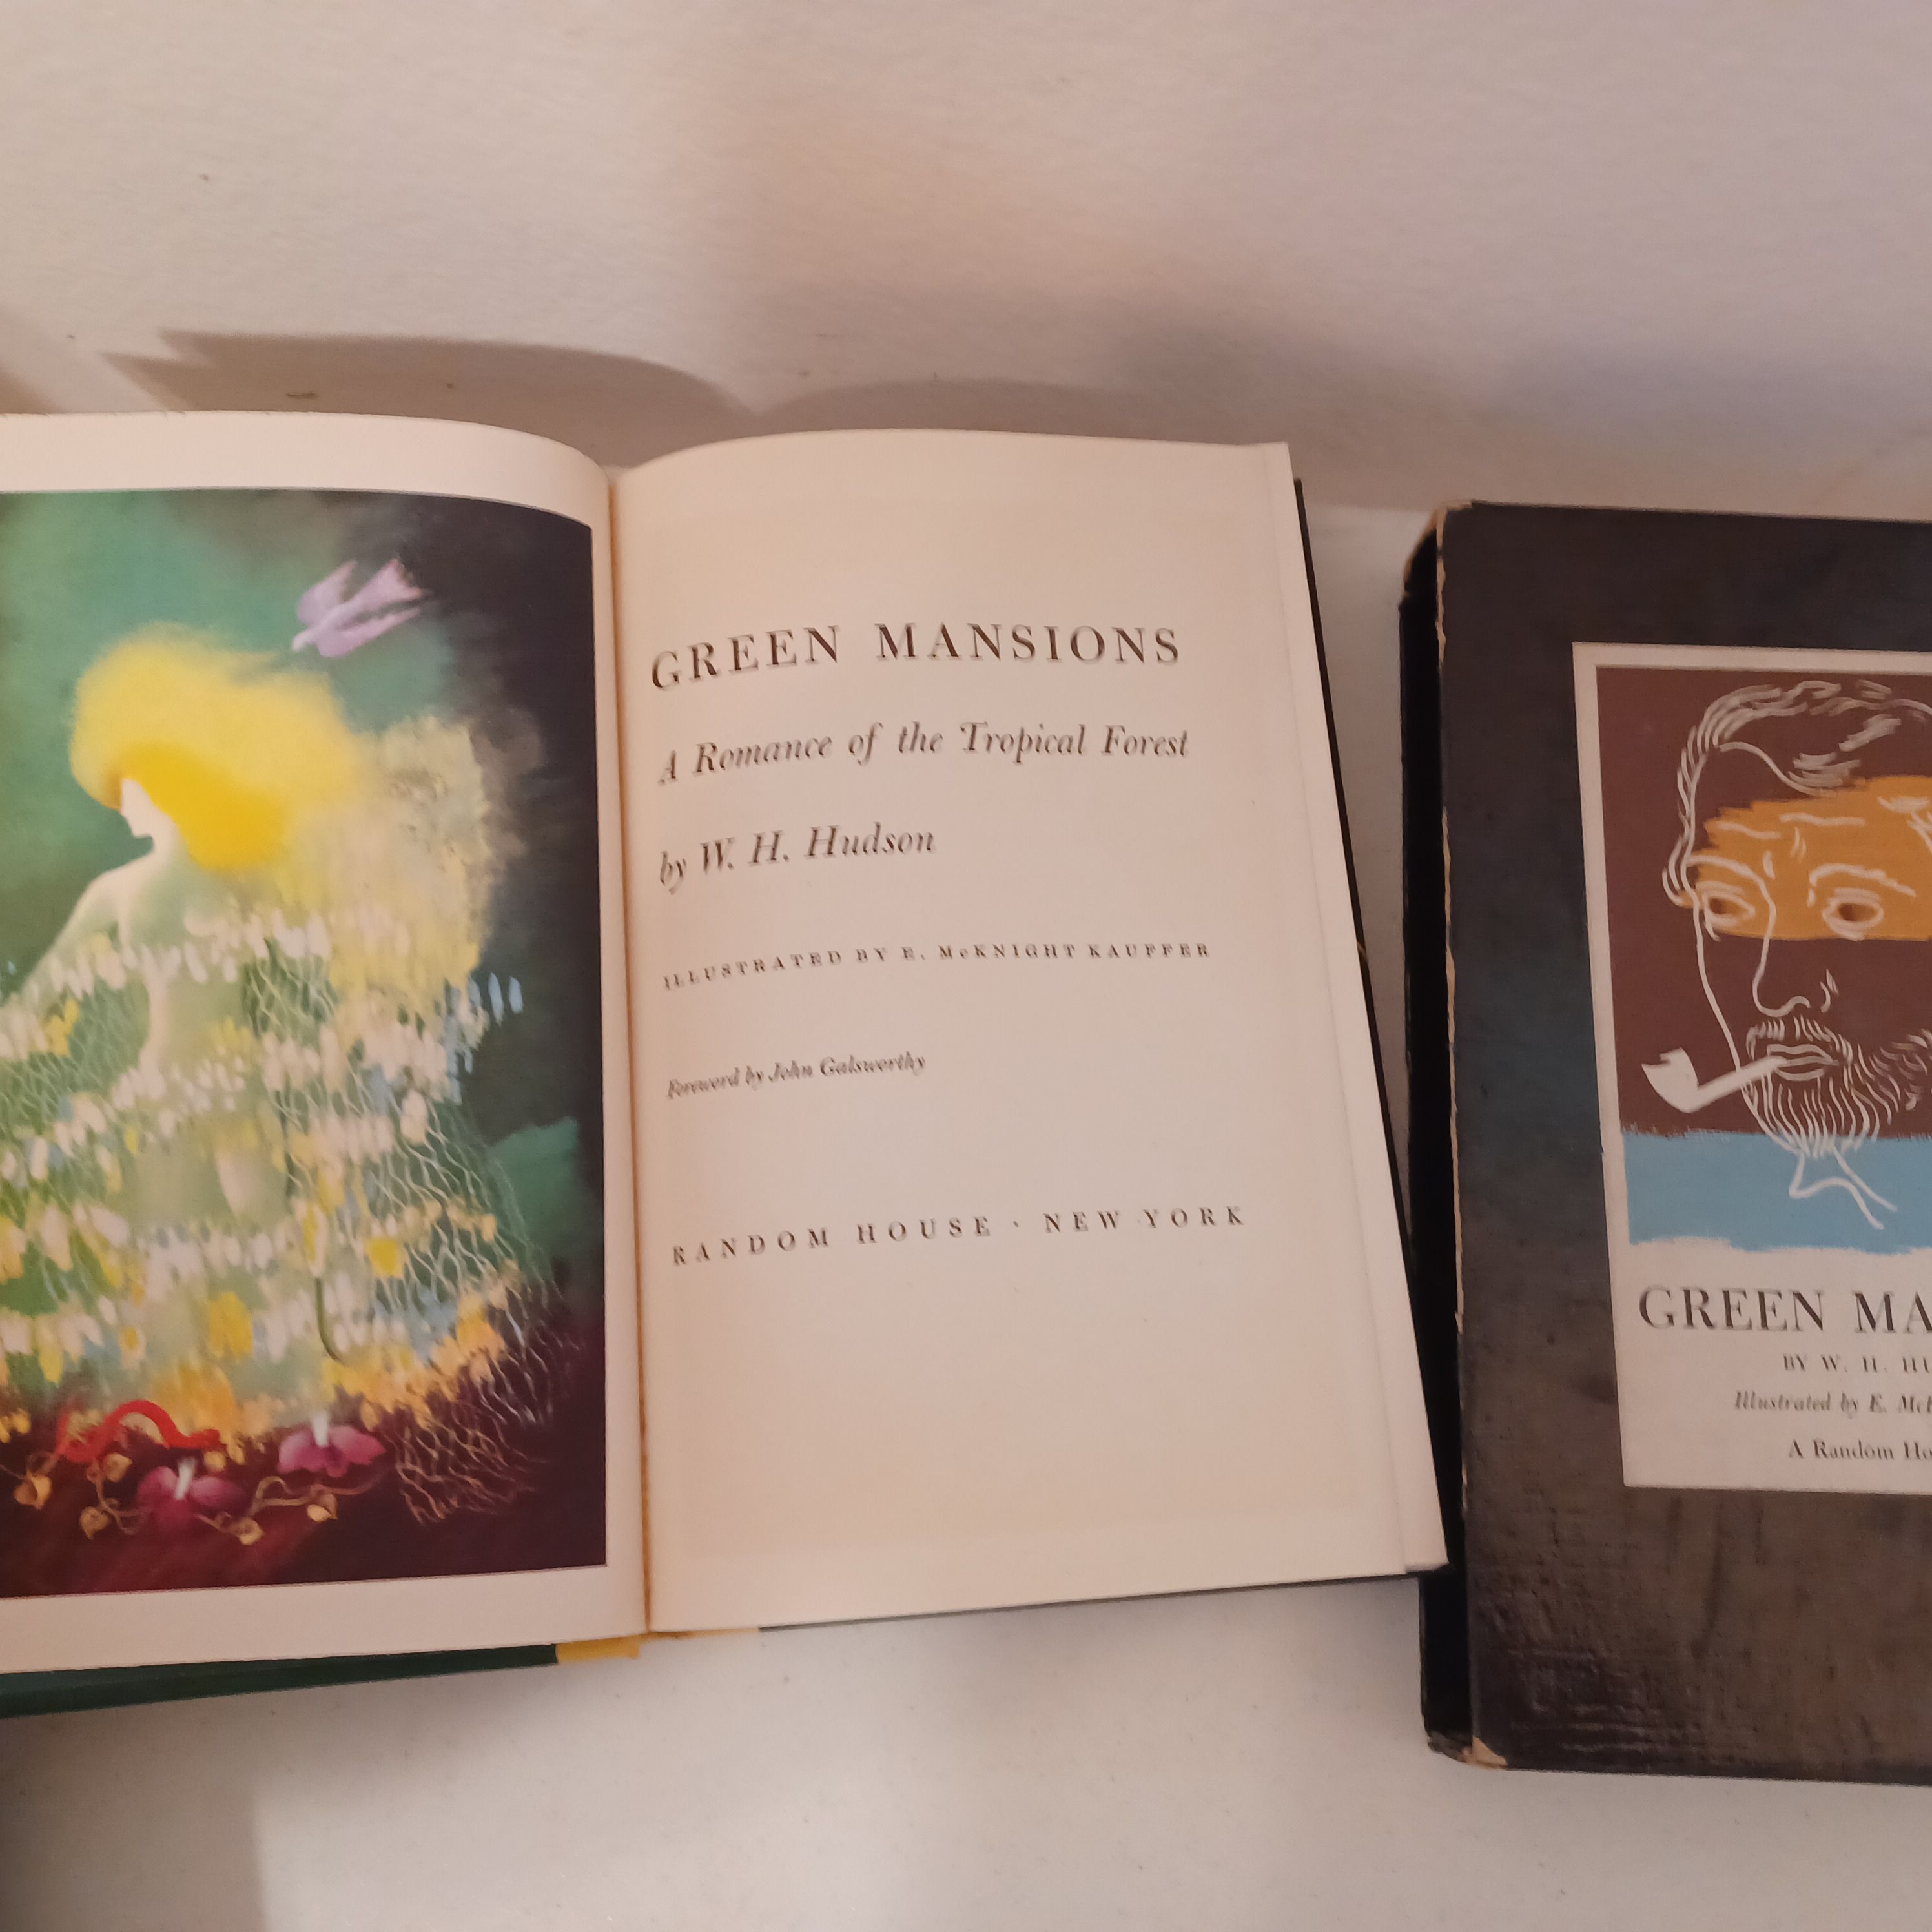 GREEN MANSIONS
A Romance of the Tropical Forest
by W. H. Hudson
ILLUSTRATED BY E. McKNIGHT KAUFFER
Foreword by John Galsworthy
RANDOM HOUSE · NEW YORK
GREEN MA
BY W. H. HU
Illustrated by E. McK
A Random Ho